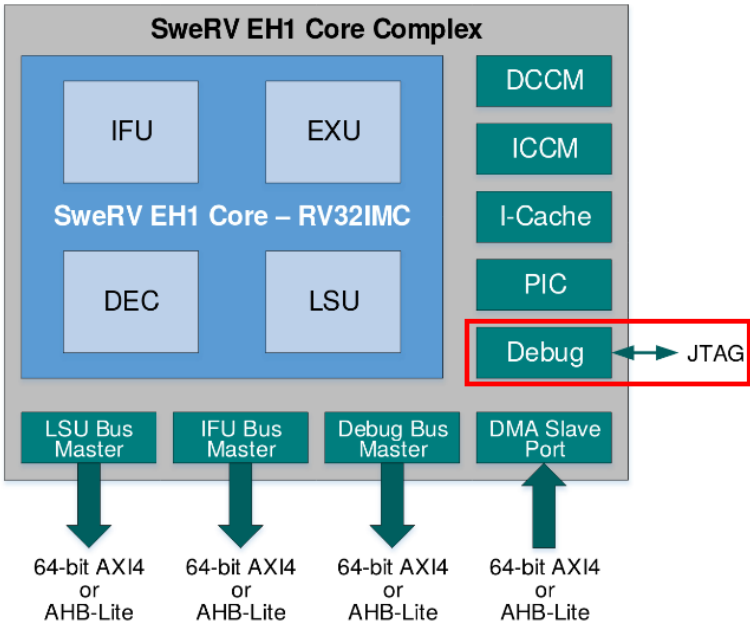 SweRV EH1 Core Complex
IFU
EXU
SweRV EH1 Core – RV32IMC
DEC
LSU
DCCM
ICCM
I-Cache
PIC
Debug
JTAG
LSU Bus
Master
IFU Bus
Master
Debug Bus
Master
DMA Slave
Port
64-bit AXI4
or
AHB-Lite
64-bit AXI4
or
AHB-Lite
64-bit AXI4
or
AHB-Lite
64-bit AXI4
or
AHB-Lite